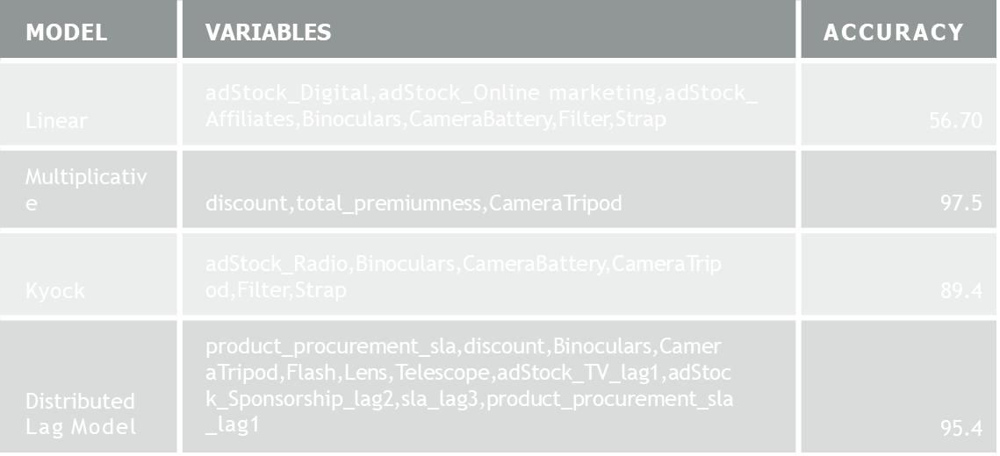 MODEL VARIABLES ACCURACY
adStock_Digital,adStock_Online marketing,adStock_
Linear Affiliates,Binoculars,CameraBattery,Filter,Strap 56.70
Multiplicativ
e discount,total_premiumness,CameraTripod 97.5
adStock_Radio,Binoculars,CameraBattery,CameraTrip
Kyock od,Filter,Strap 89.4
product_procurement_sla,discount,Binoculars,Camer
aTripod,Flash,Lens,Telescope,adStock_TV_lag1,adStoc
Distributed k_Sponsorship_lag2,sla_lag3,product_procurement_sla
Lag Model _lag1 95.4